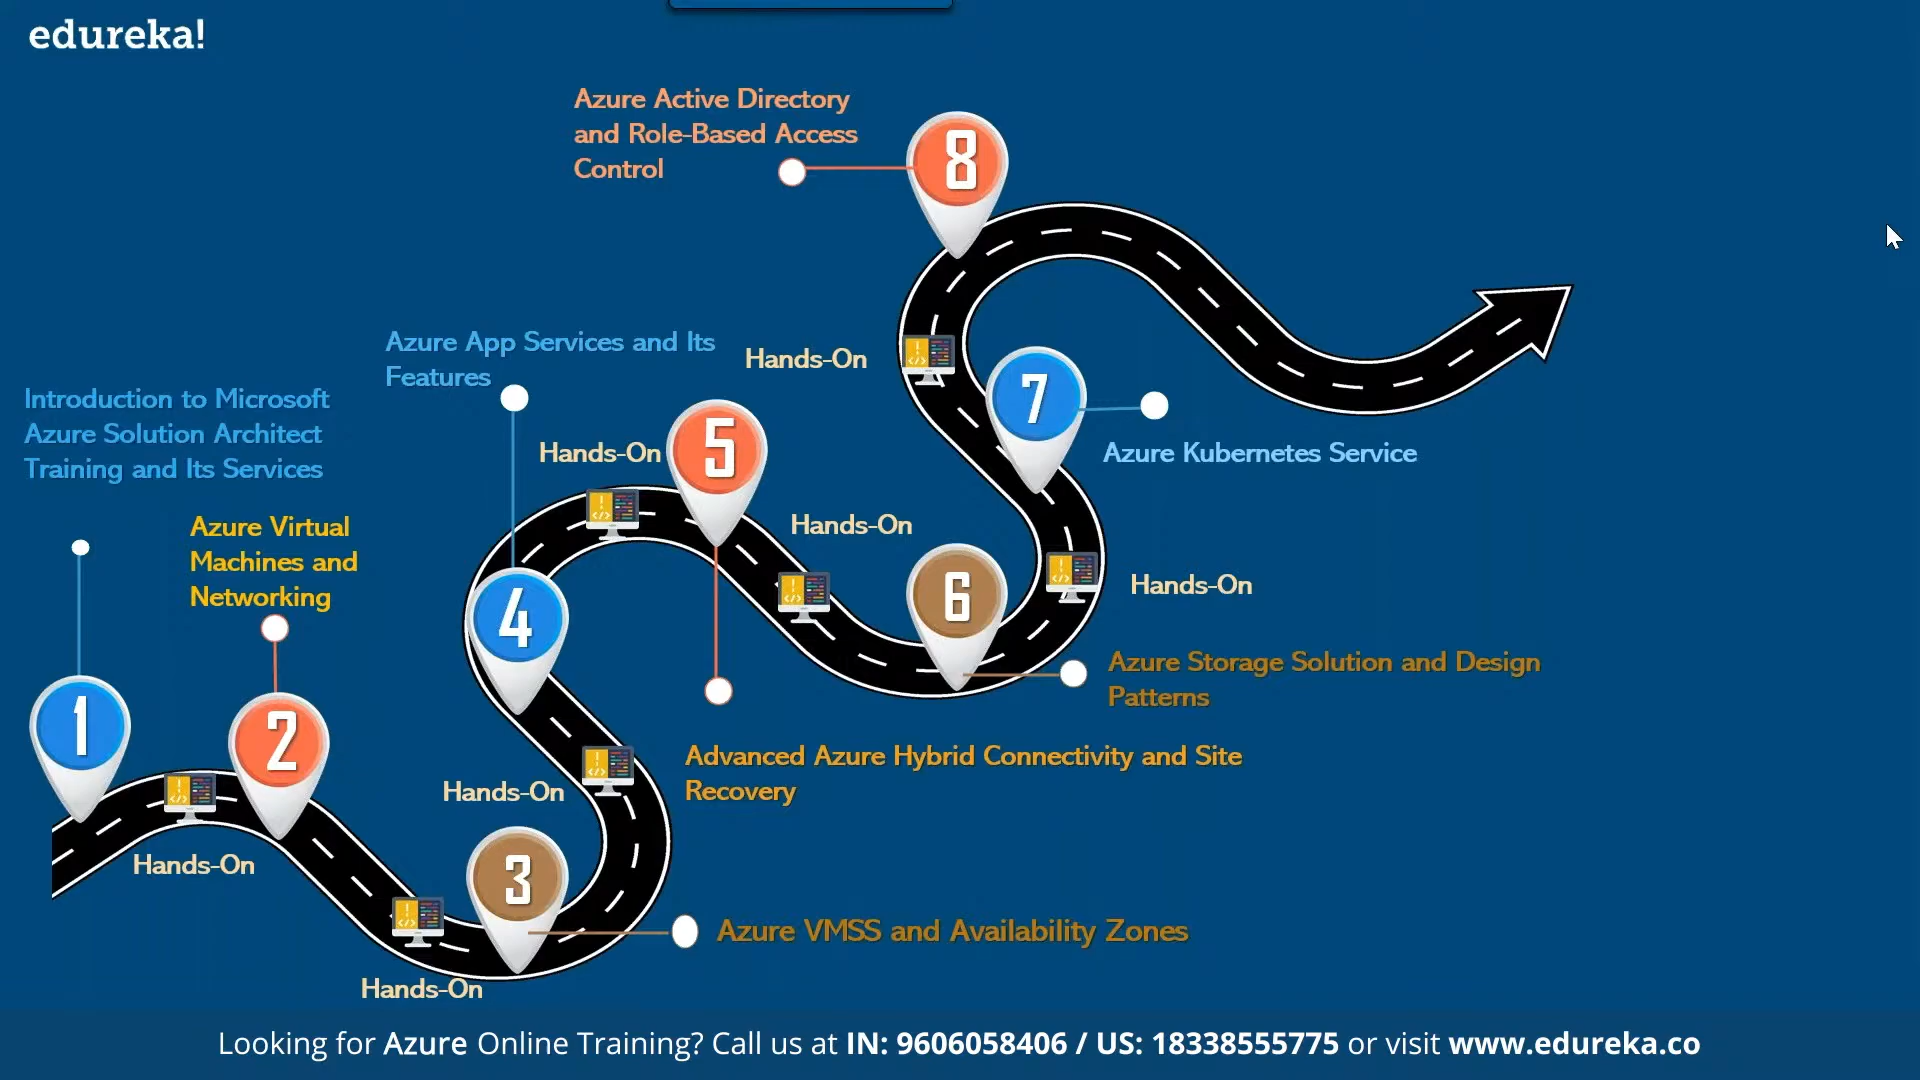 edureka!
Azure Active Directory
and Role-Based Access
Control
8
Azure App Services and Its
Features
Hands-On
7
Introduction to Microsoft
Azure Solution Architect
Training and Its Services
Hands-On
5
Azure Kubernetes Service
Azure Virtual
Machines and
Networking
Hands-On
6
Hands-On
4
Azure Storage Solution and Design
Patterns
1
2
Advanced Azure Hybrid Connectivity and Site
Recovery
Hands-On
Hands-On
3
Azure VMSS and Availability Zones
Hands-On
Looking for Azure Online Training? Call us at IN: 9606058406 / US: 18338555775 or visit www.edureka.co